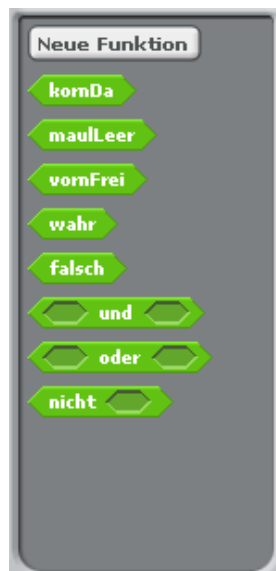 Neue Funktion
kornDa
maulLeer
vornFrei
wahr
falsch
und
oder
nicht